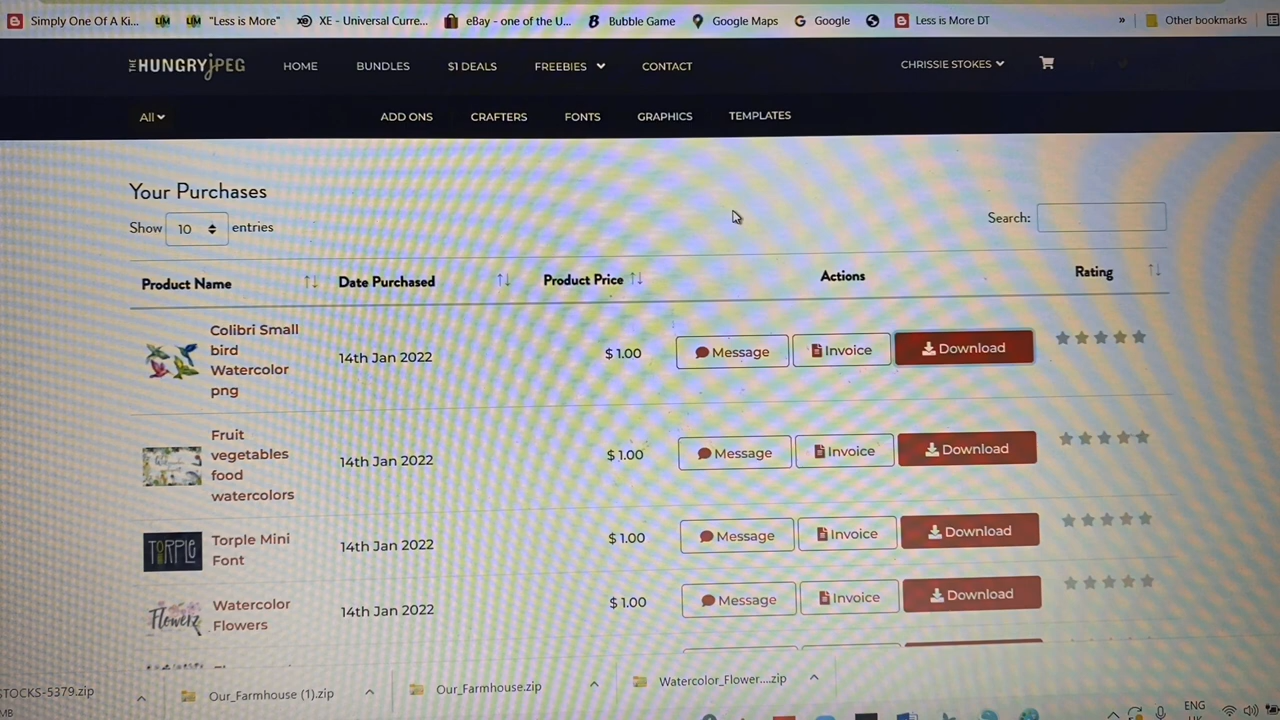 Simply One Of A Ki... "Less is More" XE - Universal Curre... eBay - one of the U... Bubble Game Google Maps Google Less is More DT » Other bookmarks
THE HUNGRYJPEG HOME BUNDLES $1 DEALS FREEBIES CONTACT CHRISSIE STOKES
All ADD ONS CRAFTERS FONTS GRAPHICS TEMPLATES
Your Purchases
Show 10 entries Search:
Product Name Date Purchased Product Price Actions Rating
Colibri Small
bird
Watercolor
png
14th Jan 2022 $ 1.00 Message Invoice Download
Fruit
vegetables
food
watercolors
14th Jan 2022 $ 1.00 Message Invoice Download
TORPLE
Torple Mini
Font
14th Jan 2022 $ 1.00 Message Invoice Download
Flowers
Watercolor
Flowers
14th Jan 2022 $ 1.00 Message Invoice Download
STOCKS-5379.zip Our_Farmhouse (1).zip Our_Farmhouse.zip Watercolor_Flower....zip
MB
ENG
UK